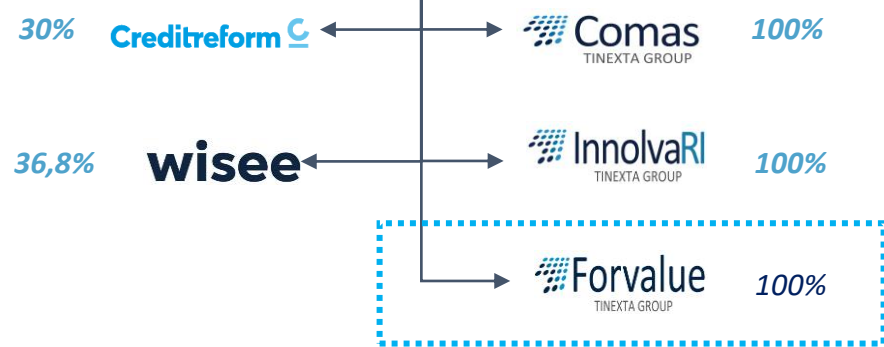 30% Creditreform Comas 100%
TINEXTA GROUP
36,8% wisee InnolvaRI 100%
TINEXTA GROUP
Forvalue 100%
TINEXTA GROUP